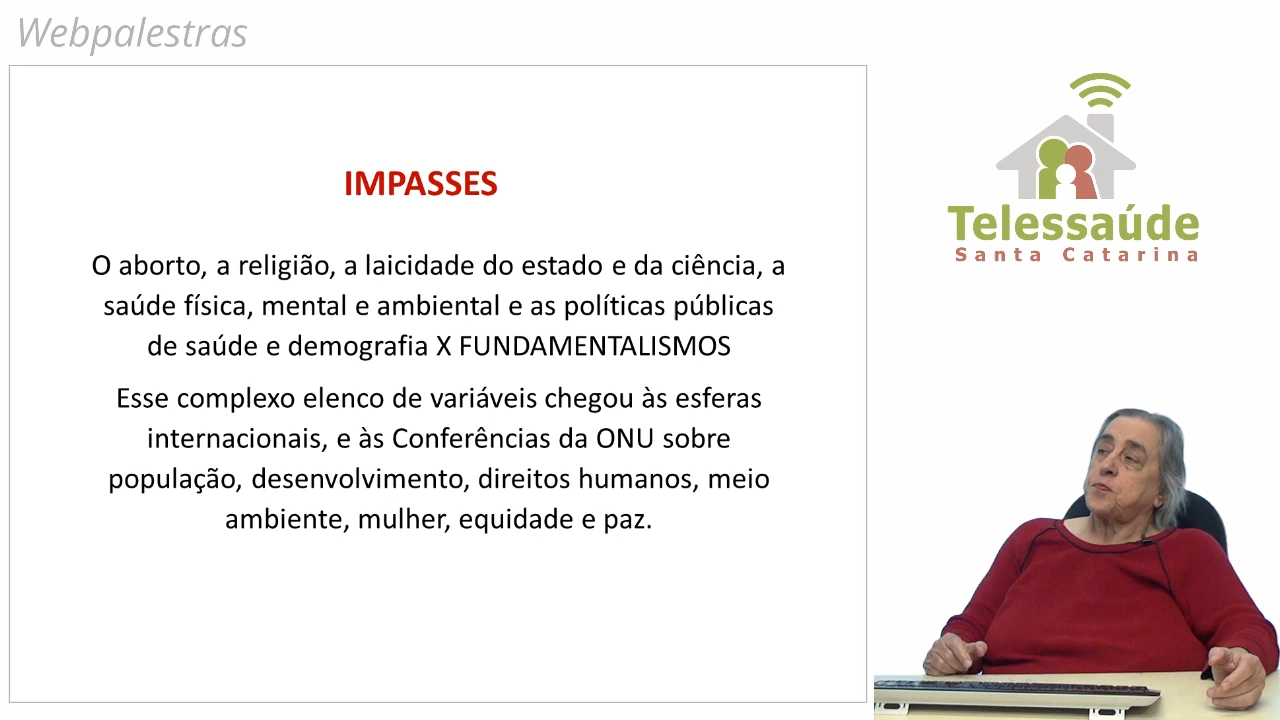 Webpalestras
IMPASSES
O aborto, a religião, a laicidade do estado e da ciência, a
saúde física, mental e ambiental e as políticas públicas
de saúde e demografia X FUNDAMENTALISMOS
Esse complexo elenco de variáveis chegou às esferas
internacionais, e às Conferências da ONU sobre
população, desenvolvimento, direitos humanos, meio
ambiente, mulher, equidade e paz.
Telessaúde
Santa Catarina